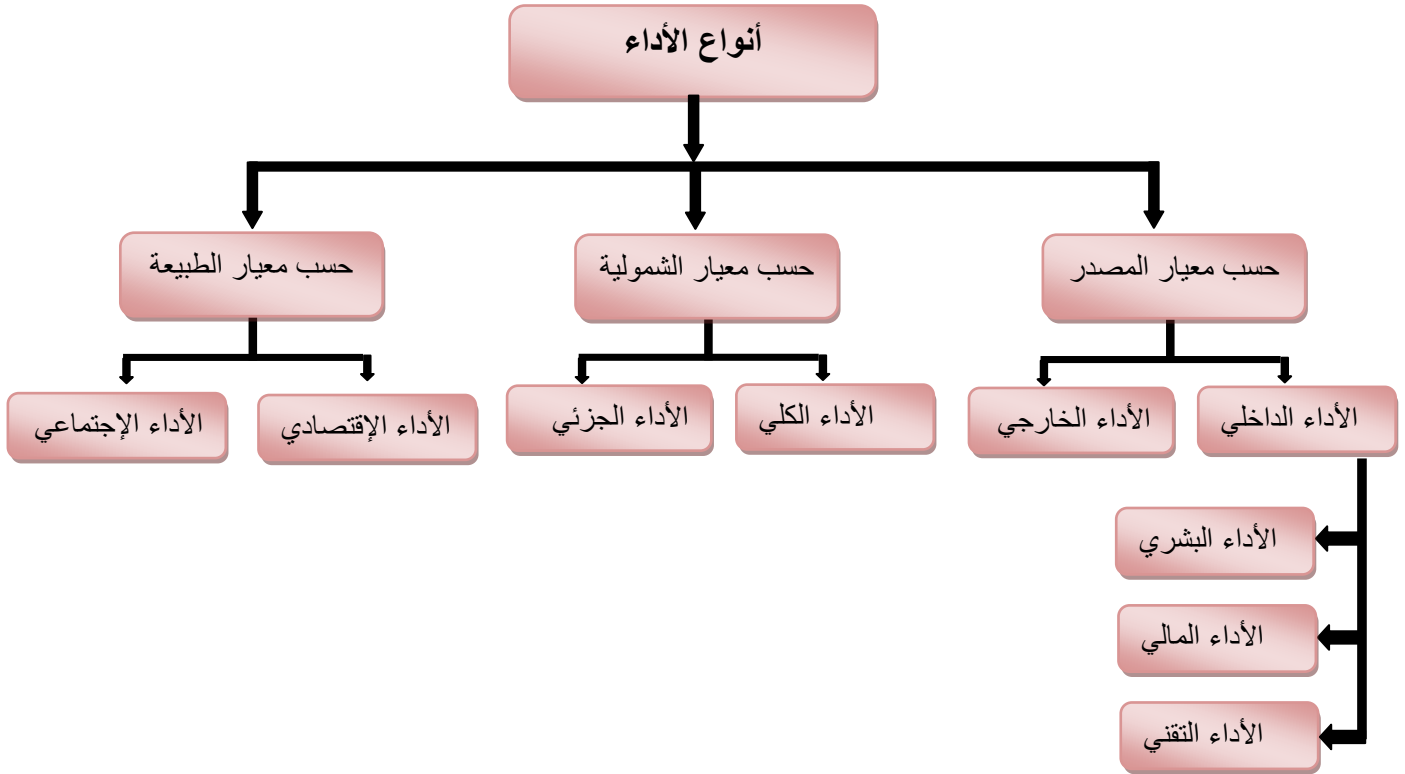 أنواع الأداء
حسب معيار المصدر
حسب معيار الشمولية
حسب معيار الطبيعة
الأداء الداخلي
الأداء الخارجي
الأداء الكلي
الأداء الجزئي
الأداء الإقتصادي
الأداء الإجتماعي
الأداء البشري
الأداء المالي
الأداء التقني